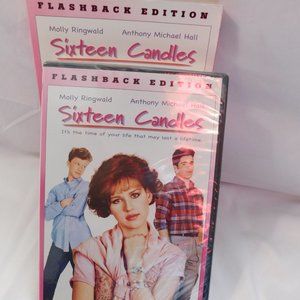 FLASHBACK EDITION
Molly Ringwald Anthony Michael Hall
Sixteen Candles
FLASHBACK EDITION
Molly Ringwald Anthony Michael Hall
Sixteen Candles
It's the time of your life that may last a lifetime.